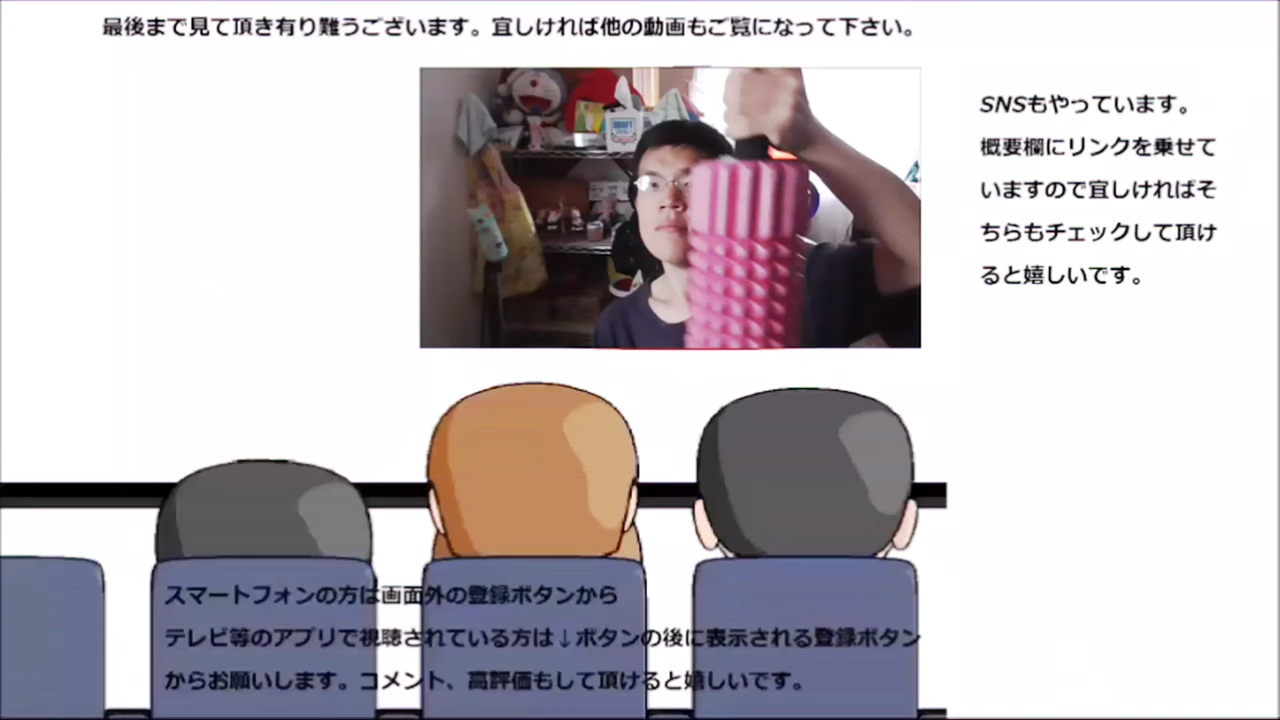 最後まで見て頂き有り難うございます。宜しければ他の動画もご覧になって下さい。
SNSもやっています。
概要欄にリンクを乗せて
いますので宜しければそ
ちらもチェックして頂け
ると嬉しいです。
スマートフォンの方は画面外の登録ボタンから
テレビ等のアプリで視聴されている方は↓ボタンの後に表示される登録ボタン
からお願いします。コメント、高評価もして頂けると嬉しいです。